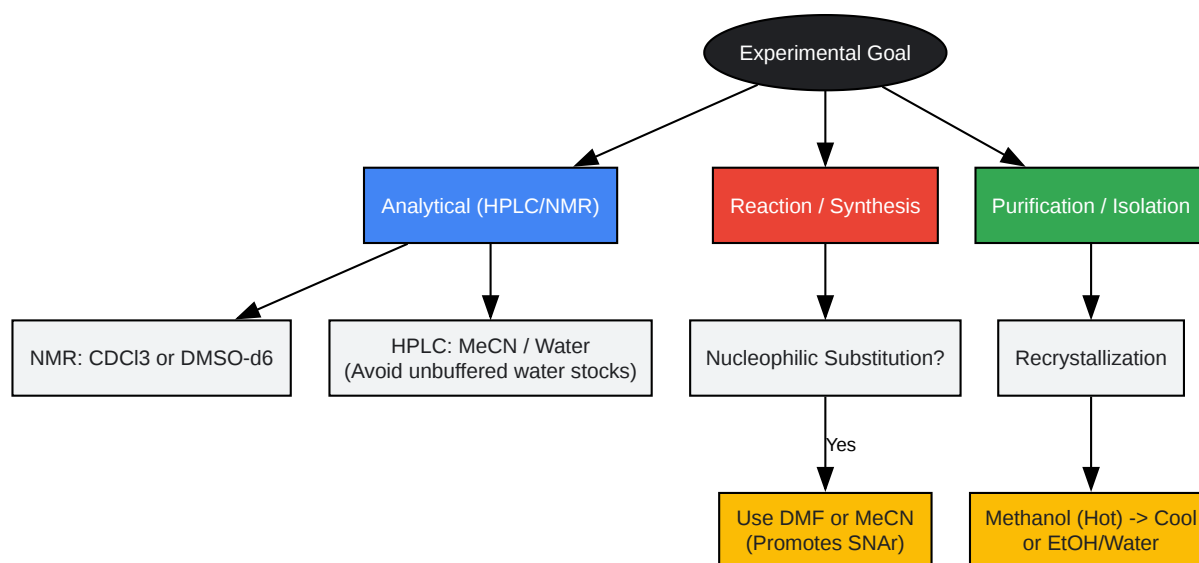 Experimental Goal
Analytical (HPLC/NMR)
Reaction / Synthesis
Purification / Isolation
NMR: CDCl3 or DMSO-d6
HPLC: MeCN / Water
(Avoid unbuffered water stocks)
Nucleophilic Substitution?
Recrystallization
Yes
Use DMF or MeCN
(Promotes SNAr)
Methanol (Hot) -> Cool
or EtOH/Water